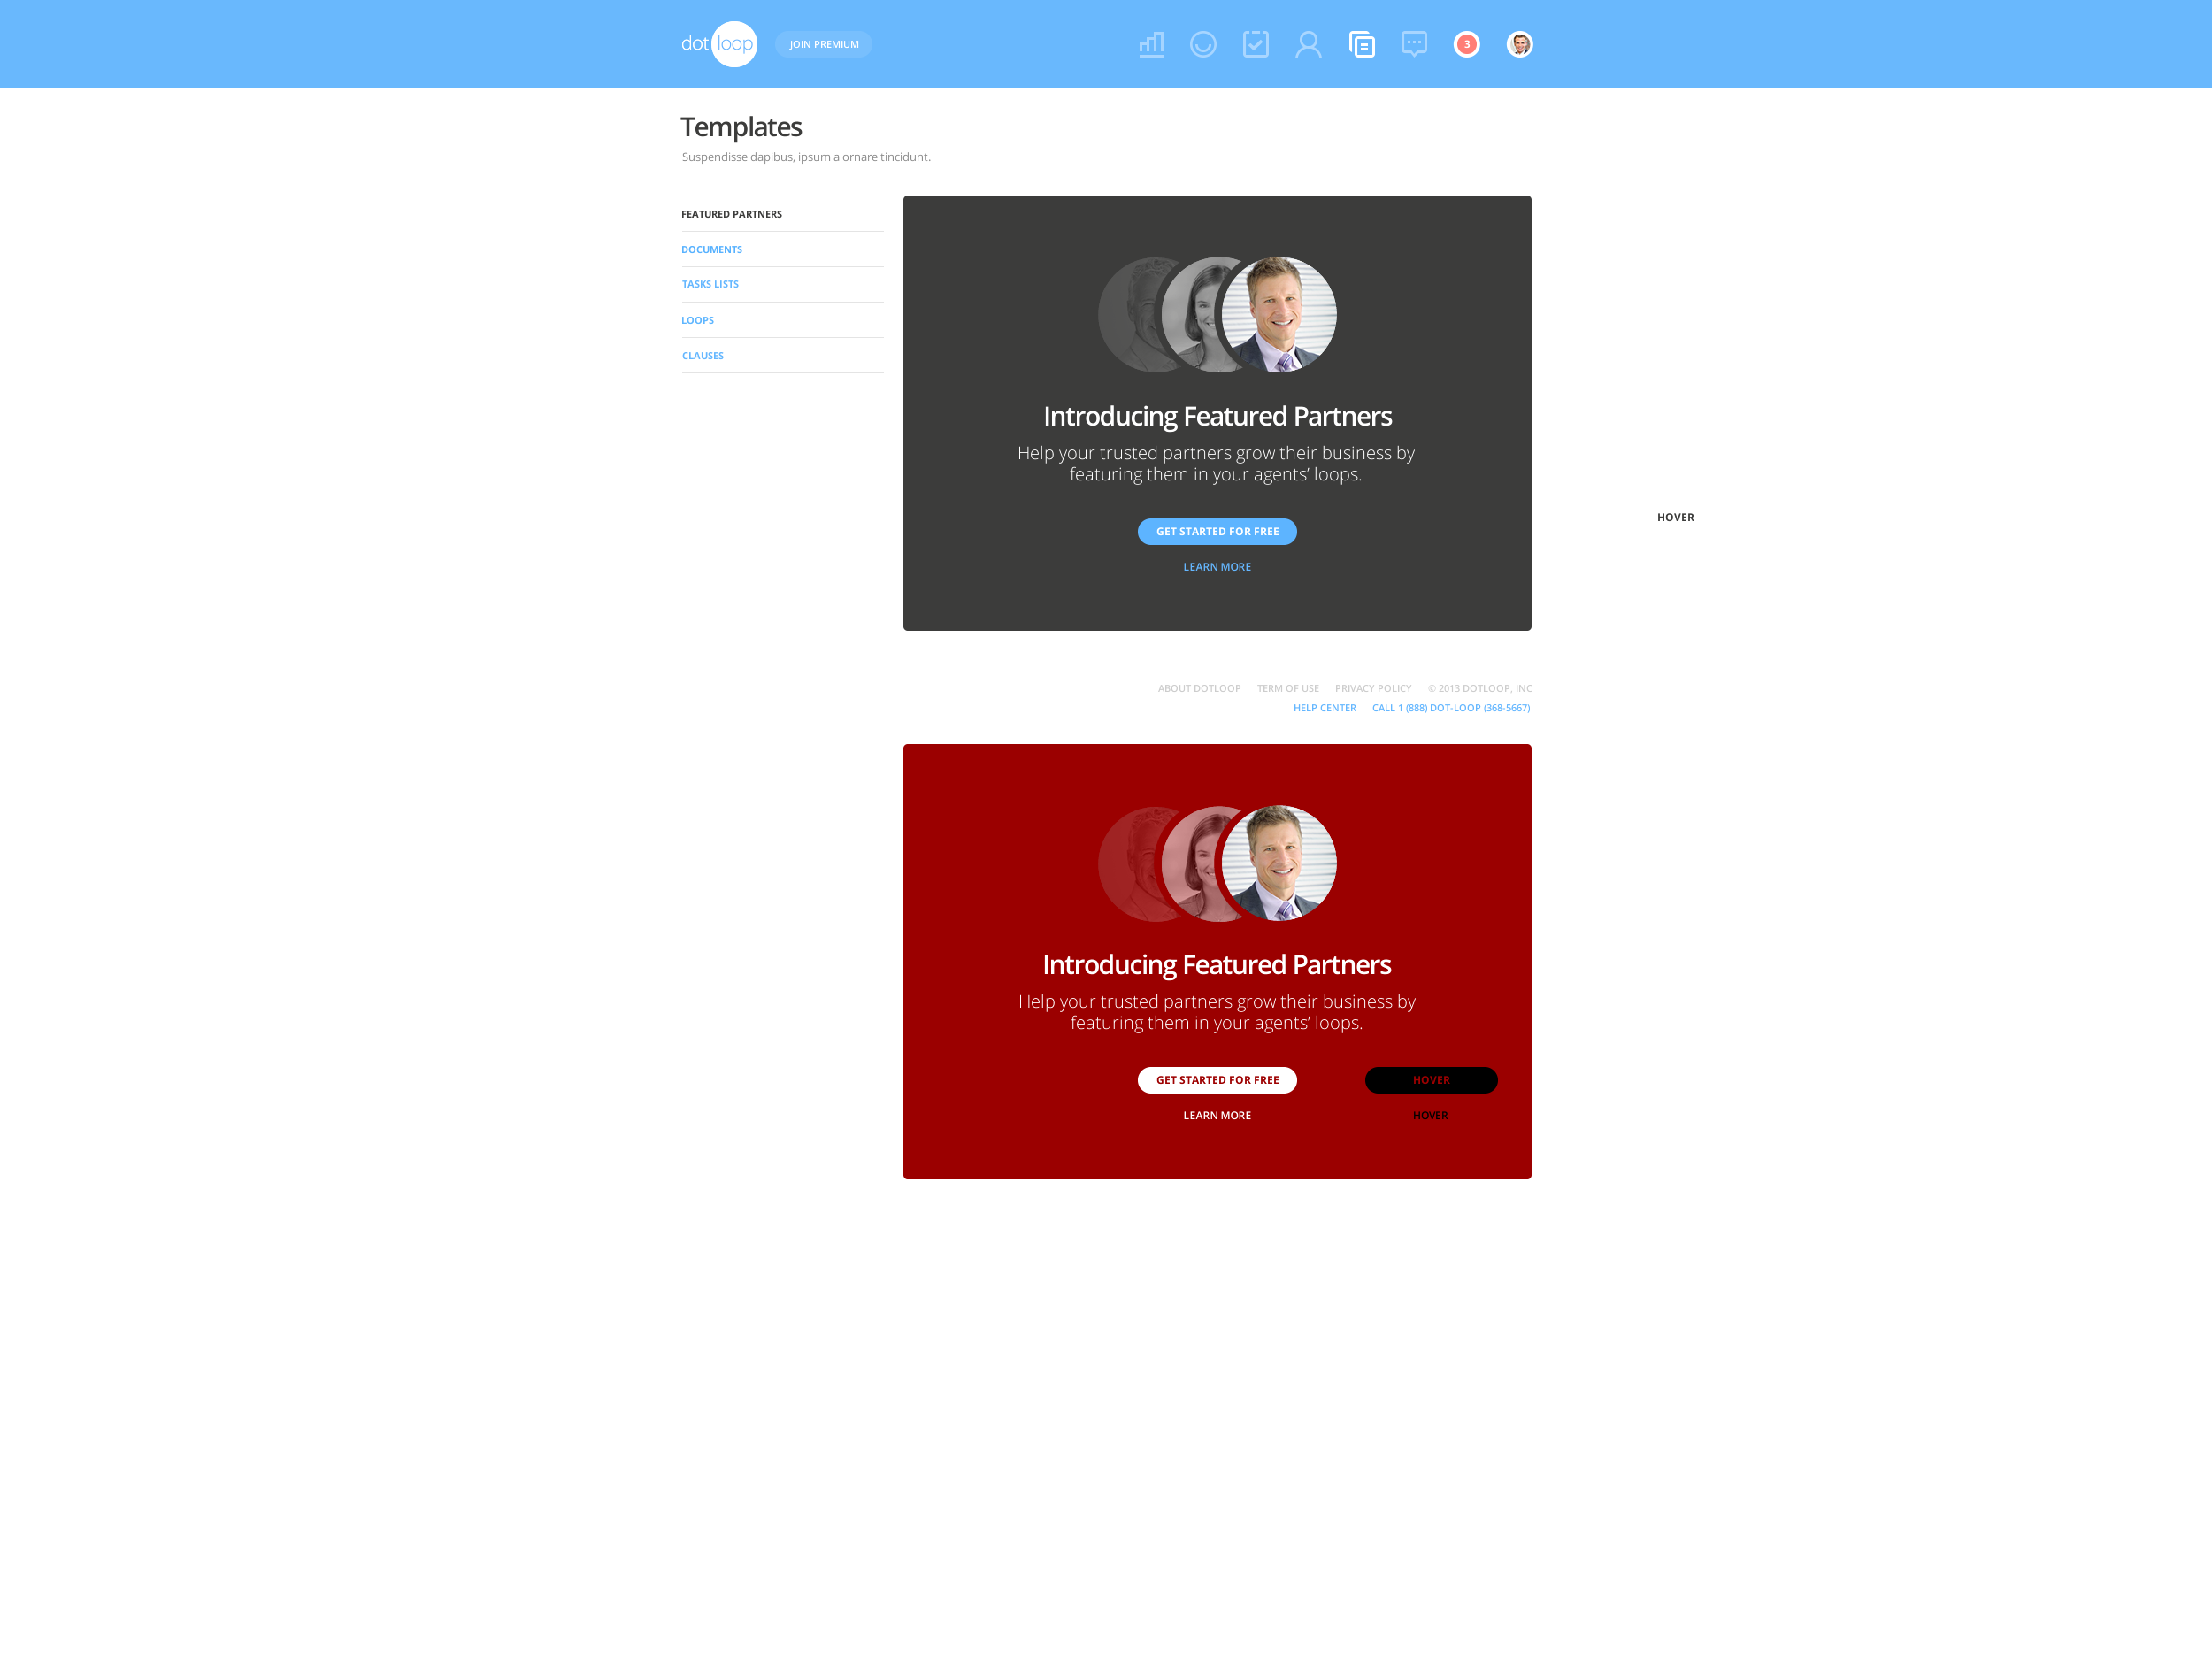 dot loop
JOIN PREMIUM
3
Templates
Suspendisse dapibus, ipsum a ornare tincidunt.
FEATURED PARTNERS
DOCUMENTS
TASKS LISTS
LOOPS
CLAUSES
Introducing Featured Partners
Help your trusted partners grow their business by
featuring them in your agents’ loops.
GET STARTED FOR FREE
LEARN MORE
HOVER
ABOUT DOTLOOP TERM OF USE PRIVACY POLICY © 2013 DOTLOOP, INC
HELP CENTER CALL 1 (888) DOT-LOOP (368-5667)
Introducing Featured Partners
Help your trusted partners grow their business by
featuring them in your agents’ loops.
GET STARTED FOR FREE HOVER
LEARN MORE HOVER